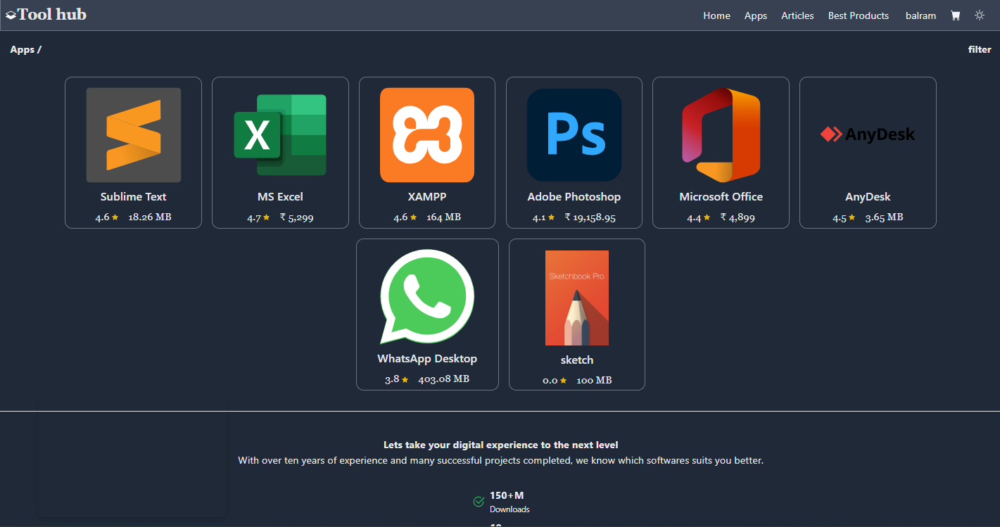 Tool hub
Home Apps Articles Best Products balram
Apps / filter
X
Ps
AnyDesk
Sublime Text MS Excel XAMPP Adobe Photoshop Microsoft Office AnyDesk
4.6 18.26 MB 4.7 ₹ 5,299 4.6 164 MB 4.1 ₹ 19,158.95 4.4 ₹ 4,899 4.5 3.65 MB
Sketchbook Pro
WhatsApp Desktop sketch
3.8 403.08 MB 0.0 100 MB
Lets take your digital experience to the next level
With over ten years of experience and many successful projects completed, we know which softwares suits you better.
150+M
Downloads